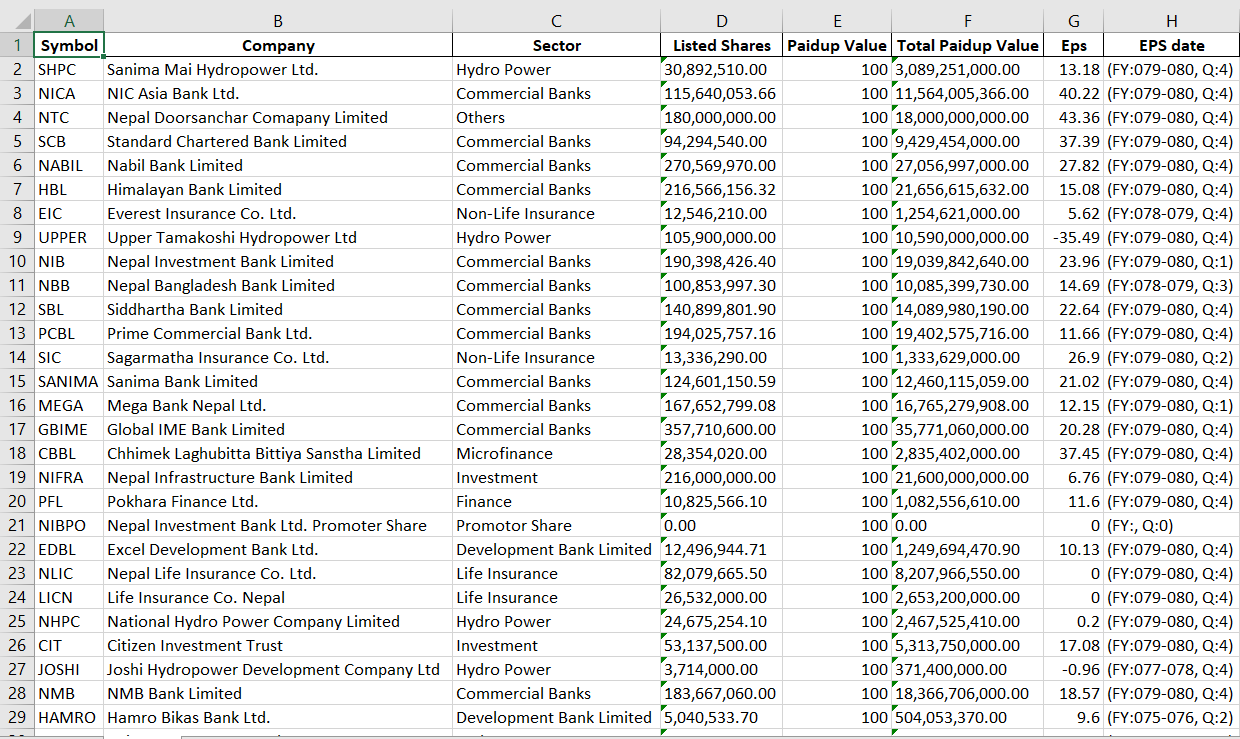 A B C D E F G H
1 Symbol Company Sector Listed Shares Paidup Value Total Paidup Value Eps EPS date
2 SHPC Sanima Mai Hydropower Ltd. Hydro Power 30,892,510.00 100 3,089,251,000.00 13.18 (FY:079-080, Q:4)
3 NICA NIC Asia Bank Ltd. Commercial Banks 115,640,053.66 100 11,564,005,366.00 40.22 (FY:079-080, Q:4)
4 NTC Nepal Doorsanchar Comapany Limited Others 180,000,000.00 100 18,000,000,000.00 43.36 (FY:079-080, Q:4)
5 SCB Standard Chartered Bank Limited Commercial Banks 94,294,540.00 100 9,429,454,000.00 37.39 (FY:079-080, Q:4)
6 NABIL Nabil Bank Limited Commercial Banks 270,569,970.00 100 27,056,997,000.00 27.82 (FY:079-080, Q:4)
7 HBL Himalayan Bank Limited Commercial Banks 216,566,156.32 100 21,656,615,632.00 15.08 (FY:079-080, Q:4)
8 EIC Everest Insurance Co. Ltd. Non-Life Insurance 12,546,210.00 100 1,254,621,000.00 5.62 (FY:078-079, Q:4)
9 UPPER Upper Tamakoshi Hydropower Ltd Hydro Power 105,900,000.00 100 10,590,000,000.00 -35.49 (FY:079-080, Q:4)
10 NIB Nepal Investment Bank Limited Commercial Banks 190,398,426.40 100 19,039,842,640.00 23.96 (FY:079-080, Q:1)
11 NBB Nepal Bangladesh Bank Limited Commercial Banks 100,853,997.30 100 10,085,399,730.00 14.69 (FY:078-079, Q:3)
12 SBL Siddhartha Bank Limited Commercial Banks 140,899,801.90 100 14,089,980,190.00 22.64 (FY:079-080, Q:4)
13 PCBL Prime Commercial Bank Ltd. Commercial Banks 194,025,757.16 100 19,402,575,716.00 11.66 (FY:079-080, Q:4)
14 SIC Sagarmatha Insurance Co. Ltd. Non-Life Insurance 13,336,290.00 100 1,333,629,000.00 26.9 (FY:079-080, Q:2)
15 SANIMA Sanima Bank Limited Commercial Banks 124,601,150.59 100 12,460,115,059.00 21.02 (FY:079-080, Q:4)
16 MEGA Mega Bank Nepal Ltd. Commercial Banks 167,652,799.08 100 16,765,279,908.00 12.15 (FY:079-080, Q:1)
17 GBIME Global IME Bank Limited Commercial Banks 357,710,600.00 100 35,771,060,000.00 20.28 (FY:079-080, Q:4)
18 CBBL Chhimek Laghubitta Bittiya Sanstha Limited Microfinance 28,354,020.00 100 2,835,402,000.00 37.45 (FY:079-080, Q:4)
19 NIFRA Nepal Infrastructure Bank Limited Investment 216,000,000.00 100 21,600,000,000.00 6.76 (FY:079-080, Q:4)
20 PFL Pokhara Finance Ltd. Finance 10,825,566.10 100 1,082,556,610.00 11.6 (FY:079-080, Q:4)
21 NIBPO Nepal Investment Bank Ltd. Promoter Share Promotor Share 0.00 100 0.00 0 (FY:, Q:0)
22 EDBL Excel Development Bank Ltd. Development Bank Limited 12,496,944.71 100 1,249,694,470.90 10.13 (FY:079-080, Q:4)
23 NLIC Nepal Life Insurance Co. Ltd. Life Insurance 82,079,665.50 100 8,207,966,550.00 0 (FY:079-080, Q:4)
24 LICN Life Insurance Co. Nepal Life Insurance 26,532,000.00 100 2,653,200,000.00 0 (FY:079-080, Q:4)
25 NHPC National Hydro Power Company Limited Hydro Power 24,675,254.10 100 2,467,525,410.00 0.2 (FY:079-080, Q:4)
26 CIT Citizen Investment Trust Investment 53,137,500.00 100 5,313,750,000.00 17.08 (FY:079-080, Q:4)
27 JOSHI Joshi Hydropower Development Company Ltd Hydro Power 3,714,000.00 100 371,400,000.00 -0.96 (FY:077-078, Q:4)
28 NMB NMB Bank Limited Commercial Banks 183,667,060.00 100 18,366,706,000.00 18.57 (FY:079-080, Q:4)
29 HAMRO Hamro Bikas Bank Ltd. Development Bank Limited 5,040,533.70 100 504,053,370.00 9.6 (FY:075-076, Q:2)